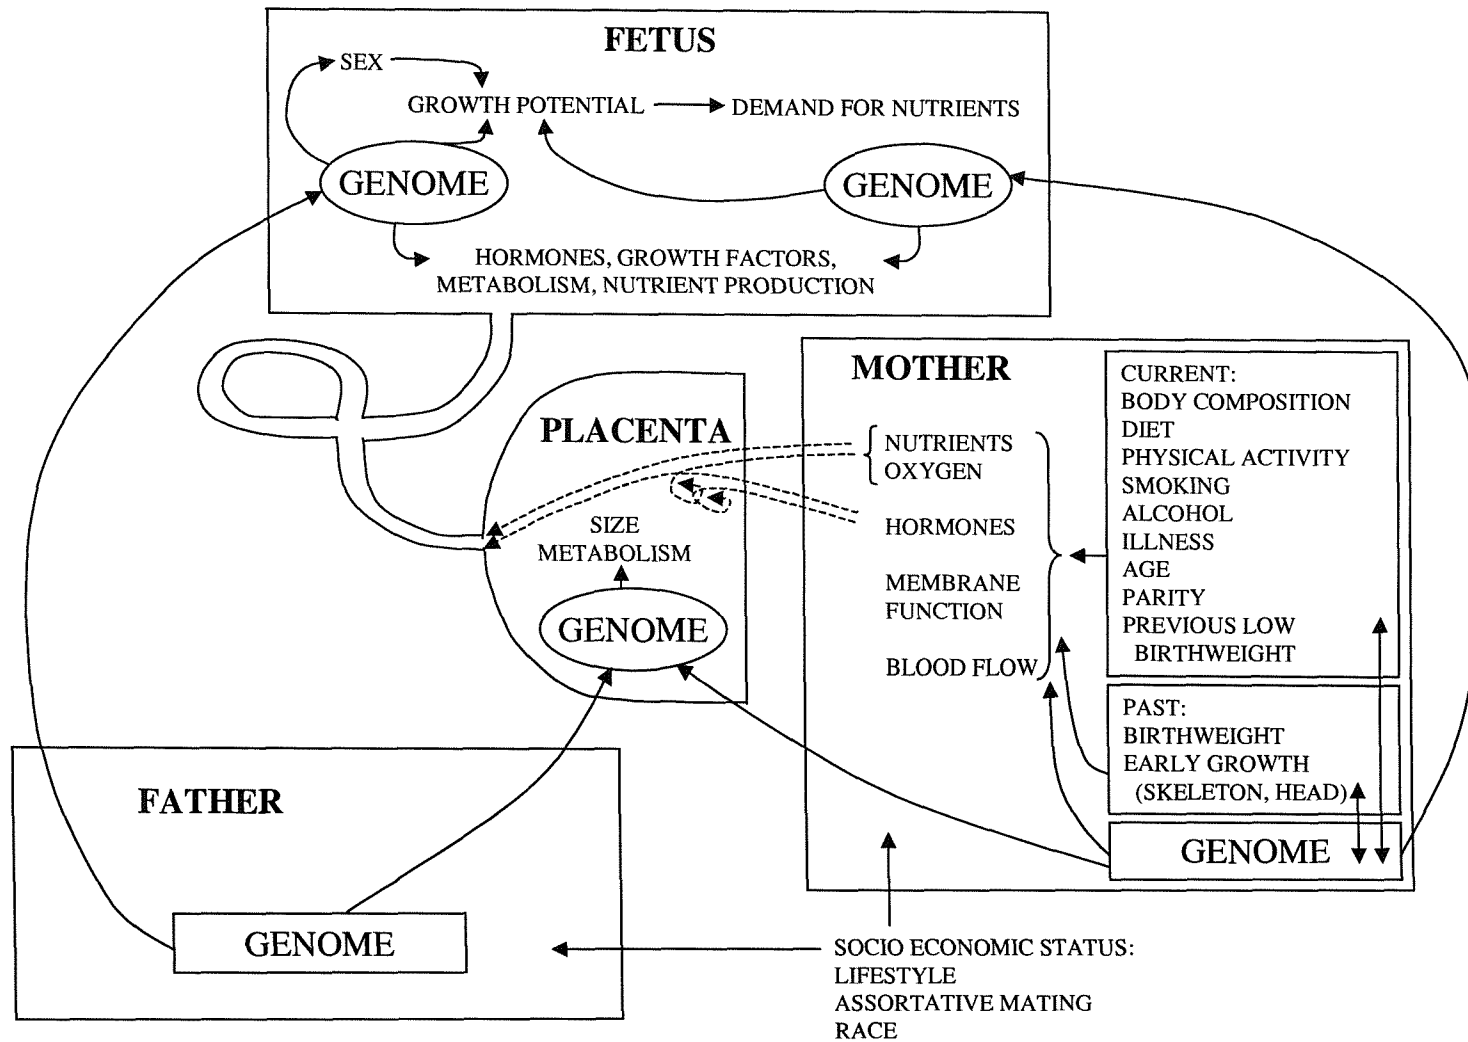 FETUS
SEX
GROWTH POTENTIAL
DEMAND FOR NUTRIENTS
GENOME
GENOME
HORMONES, GROWTH FACTORS,
METABOLISM, NUTRIENT PRODUCTION
PLACENTA
SIZE
METABOLISM
GENOME
MOTHER
NUTRIENTS
OXYGEN
HORMONES
MEMBRANE
FUNCTION
BLOOD FLOW
CURRENT:
BODY COMPOSITION
DIET
PHYSICAL ACTIVITY
SMOKING
ALCOHOL
ILLNESS
AGE
PARITY
PREVIOUS LOW
BIRTHWEIGHT
PAST:
BIRTHWEIGHT
EARLY GROWTH
(SKELETON, HEAD)
GENOME
FATHER
GENOME
SOCIO ECONOMIC STATUS:
LIFESTYLE
ASSORTATIVE MATING
RACE